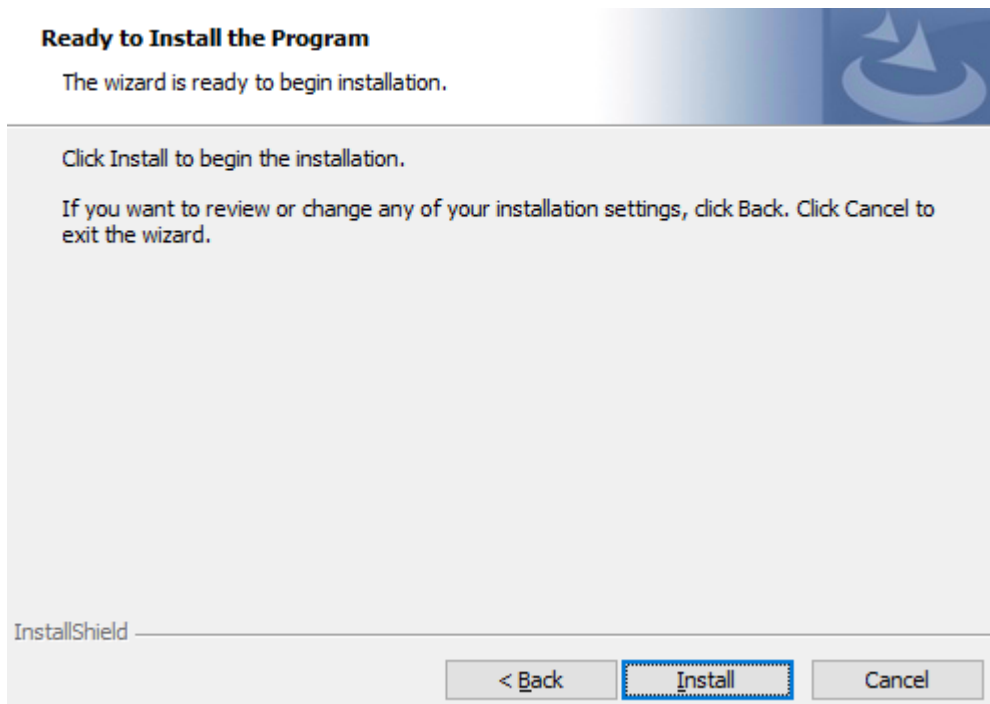 Ready to Install the Program
The wizard is ready to begin installation.
Click Install to begin the installation.
If you want to review or change any of your installation settings, click Back. Click Cancel to
exit the wizard.
InstallShield
< Back Install Cancel